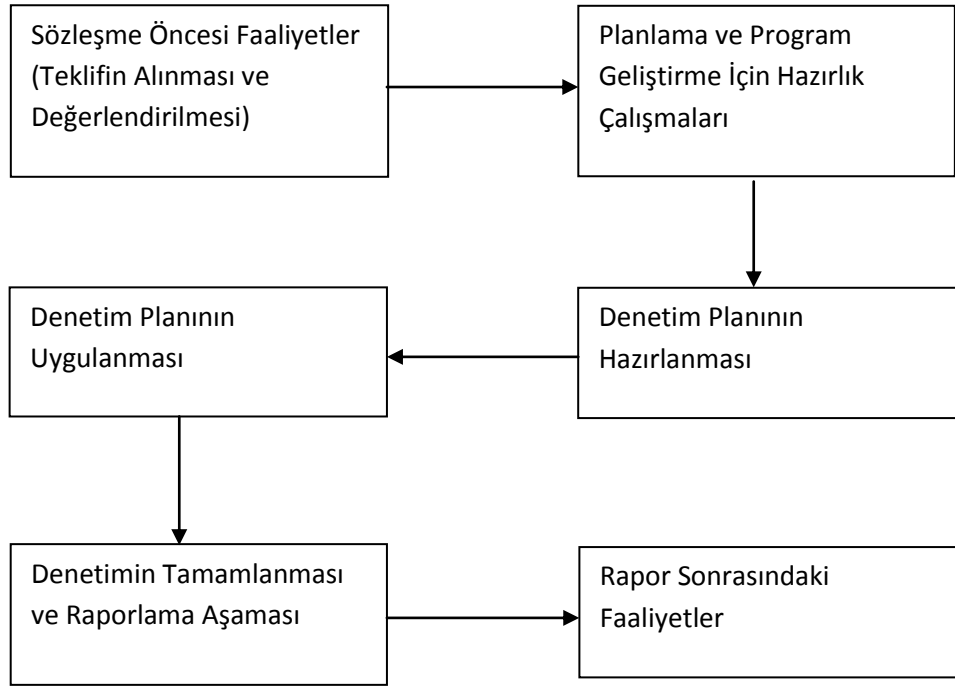 Sözleşme Öncesi Faaliyetler
(Teklifin Alınması ve
Değerlendirilmesi)
Planlama ve Program
Geliştirme İçin Hazırlık
Çalışmaları
Denetim Planının
Hazırlanması
Denetim Planının
Uygulanması
Denetimin Tamamlanması
ve Raporlama Aşaması
Rapor Sonrasındaki
Faaliyetler